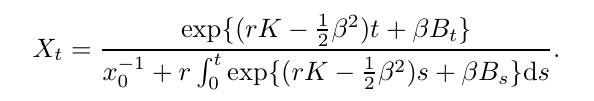 X_t = \frac{\exp\{(rK - \frac{1}{2}\beta^2)t + \beta B_t\}}{x_0^{-1} + r \int_0^t \exp\{(rK - \frac{1}{2}\beta^2)s + \beta B_s\}\mathrm{d}s}.